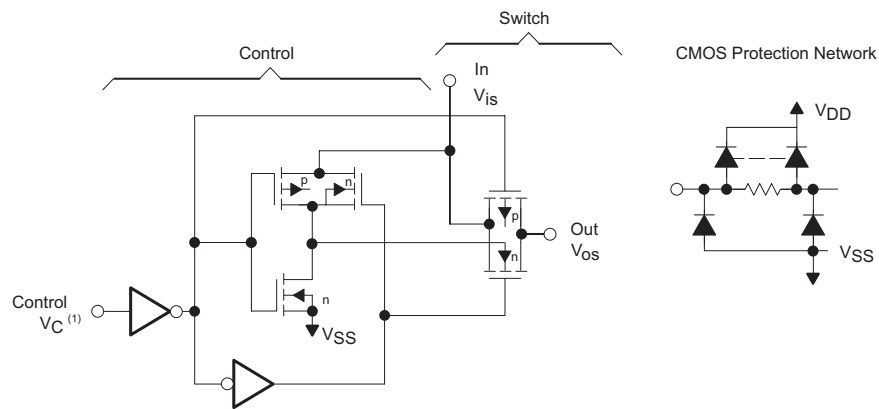 Switch
Control
In
V_is
CMOS Protection Network
V_DD
p
n
p
n
Out
V_os
n
V_SS
V_SS
Control
V_C (1)